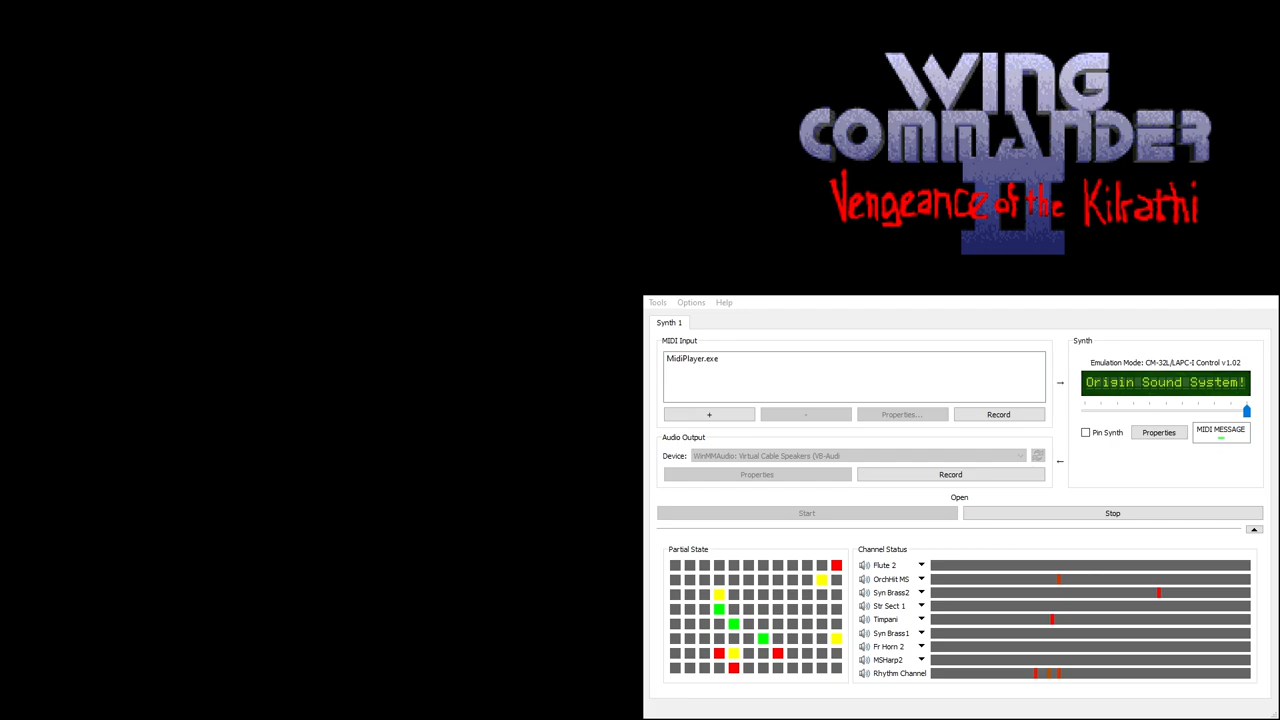 WING
COMMANDER
II
Vengeance of the Kilrathi
Tools Options Help
Synth 1
MIDI Input
MidiPlayer.exe
+ - Properties... Record
Audio Output
Device: WinMMAudio: Virtual Cable Speakers (VB-Audi
Properties Record
Synth
Emulation Mode: CM-32L/LAPC-I Control v1.02
Origin Sound System!
Pin Synth Properties MIDI MESSAGE
Open
Start Stop
Partial State
Channel Status
Flute 2
OrchHit MS
Syn Brass2
Str Sect 1
Timpani
Syn Brass1
Fr Horn 2
MSHarp2
Rhythm Channel